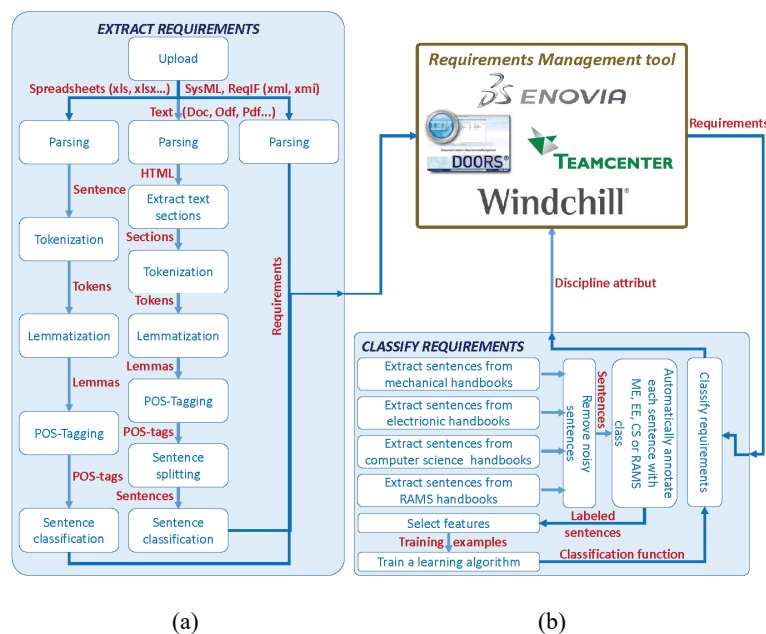 EXTRACT REQUIREMENTS
Upload
Spreadsheets (xls, xlsx...)
SysML, ReqIF (xml, xmi)
Text (Doc, Odf, Pdf...)
Parsing
Parsing
Parsing
HTML
Sentence
Extract text
sections
Tokenization
Sections
Tokenization
Tokens
Tokens
Lemmatization
Lemmatization
Lemmas
Lemmas
POS-Tagging
POS-Tagging
POS-tags
Sentence
splitting
POS-tags
Sentences
Sentence
classification
Sentence
classification
Requirements
Requirements Management tool
ENOVIA
IBM
DOORS®
TEAMCENTER
Windchill®
Requirements
Discipline attribut
CLASSIFY REQUIREMENTS
Extract sentences from
mechanical handbooks
Extract sentences from
electrionic handbooks
Extract sentences from
computer science handbooks
Extract sentences from
RAMS handbooks
Remove noisy
sentences
Sentences
Automatically annotate
each sentence with
ME, EE, CS or RAMS
class
Classify requirements
Select features
Labeled
sentences
Training examples
Train a learning algorithm
Classification function
(a)
(b)